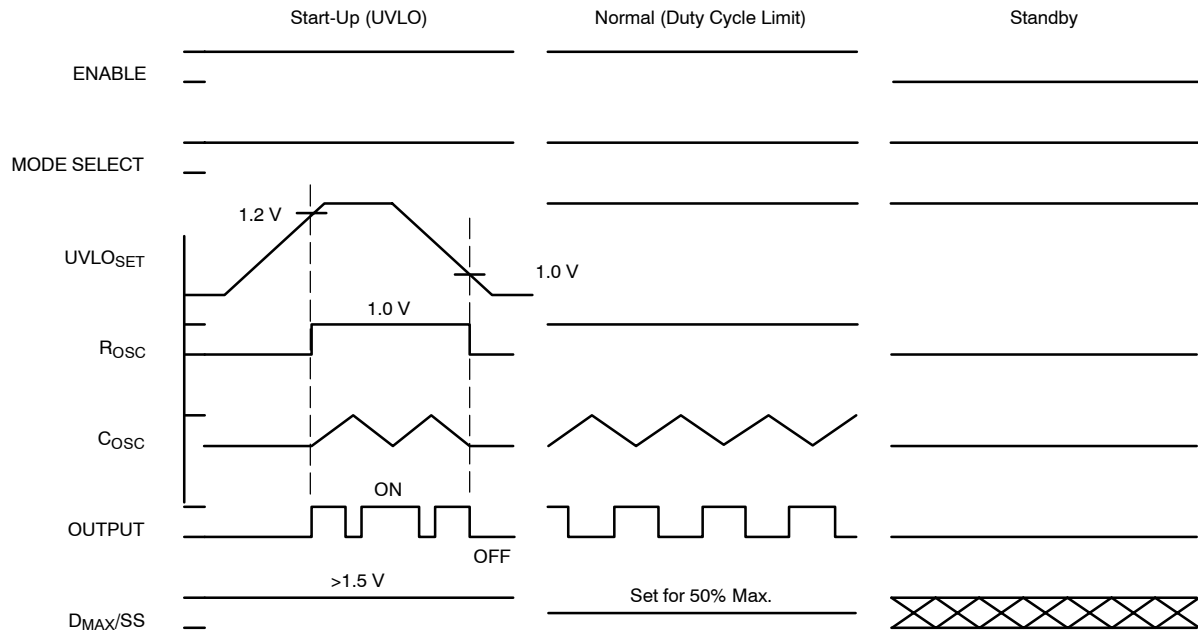 Start-Up (UVLO)
Normal (Duty Cycle Limit)
Standby
ENABLE
MODE SELECT
1.2 V
UVLOSET
1.0 V
1.0 V
ROSC
COSC
ON
OUTPUT
OFF
>1.5 V
Set for 50% Max.
DMAX/SS